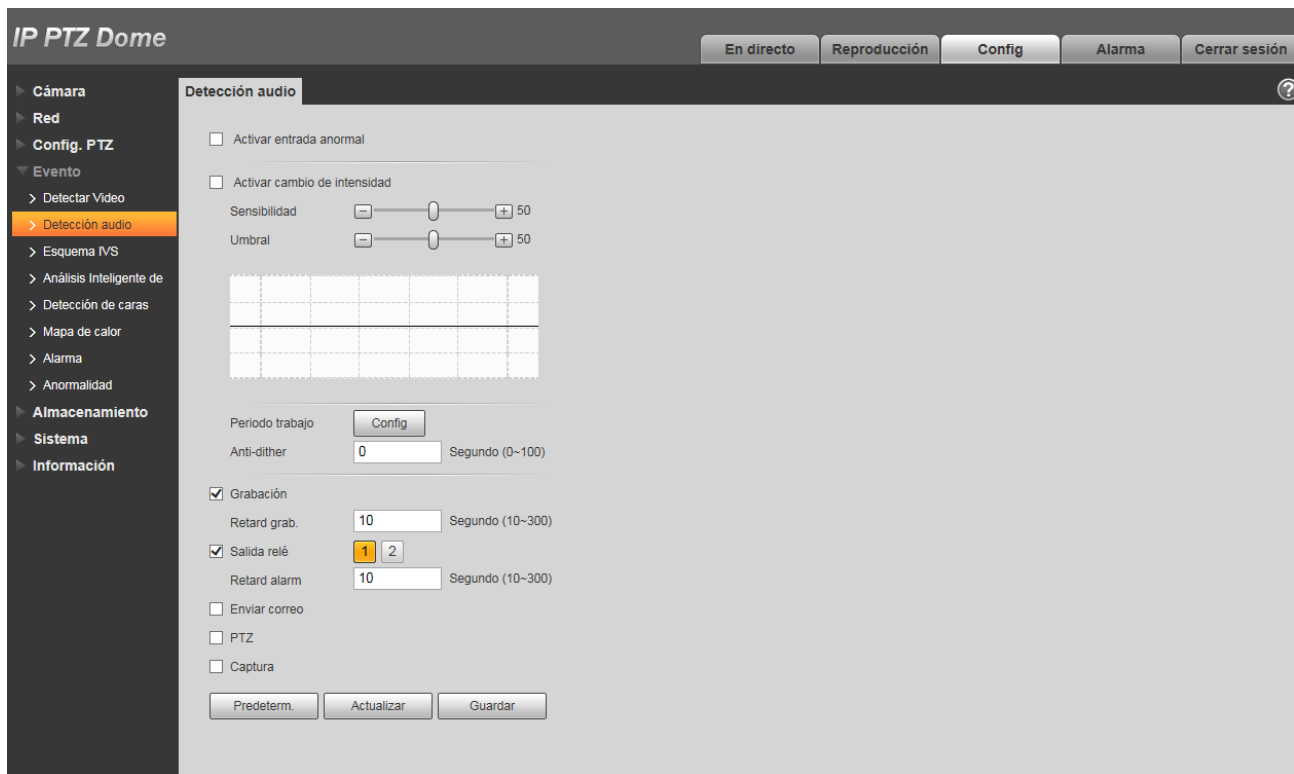 IP PTZ Dome
En directo Reproducción Config Alarma Cerrar sesión
Cámara
Red
Config. PTZ
Evento
Detectar Video
Detección audio
Esquema IVS
Análisis Inteligente de
Detección de caras
Mapa de calor
Alarma
Anormalidad
Almacenamiento
Sistema
Información
Detección audio
?
Activar entrada anormal
Activar cambio de intensidad
Sensibilidad 50
Umbral 50
Periodo trabajo Config
Anti-dither 0 Segundo (0~100)
Grabación
Retard grab. 10 Segundo (10~300)
Salida relé 1 2
Retard alarm 10 Segundo (10~300)
Enviar correo
PTZ
Captura
Predeterm. Actualizar Guardar